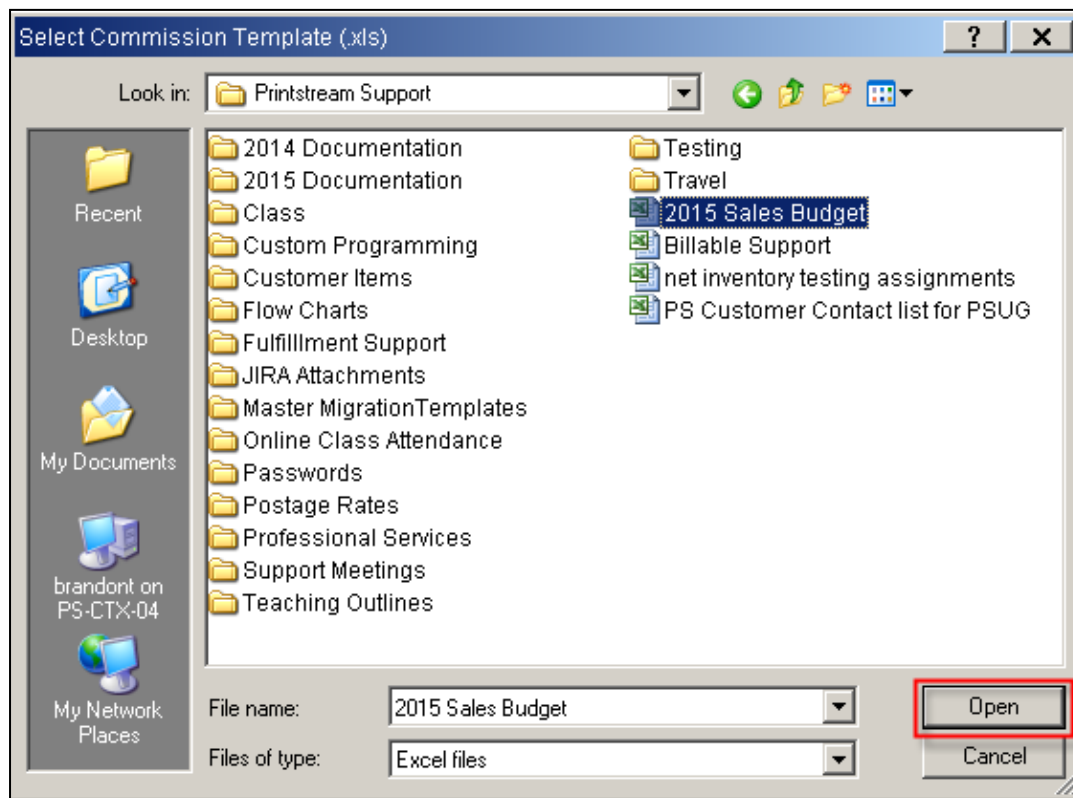 Select Commission Template (.xls)
?
Look in:
Printstream Support
Recent
Desktop
My Documents
brandont on
PS-CTX-04
My Network
Places
2014 Documentation
2015 Documentation
Class
Custom Programming
Customer Items
Flow Charts
Fulfilllment Support
JIRA Attachments
Master MigrationTemplates
Online Class Attendance
Passwords
Postage Rates
Professional Services
Support Meetings
Teaching Outlines
Testing
Travel
2015 Sales Budget
Billable Support
net inventory testing assignments
PS Customer Contact list for PSUG
File name:
2015 Sales Budget
Open
Files of type:
Excel files
Cancel